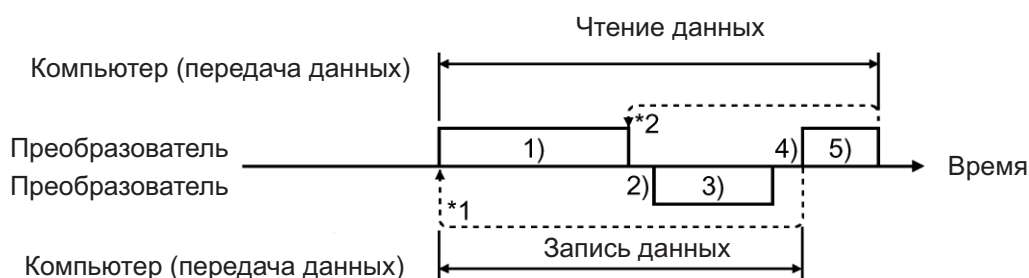 Чтение данных
Компьютер (передача данных)
*2
Преобразователь
1)
4)
5)
Время
Преобразователь
2)
3)
*1
Запись данных
Компьютер (передача данных)